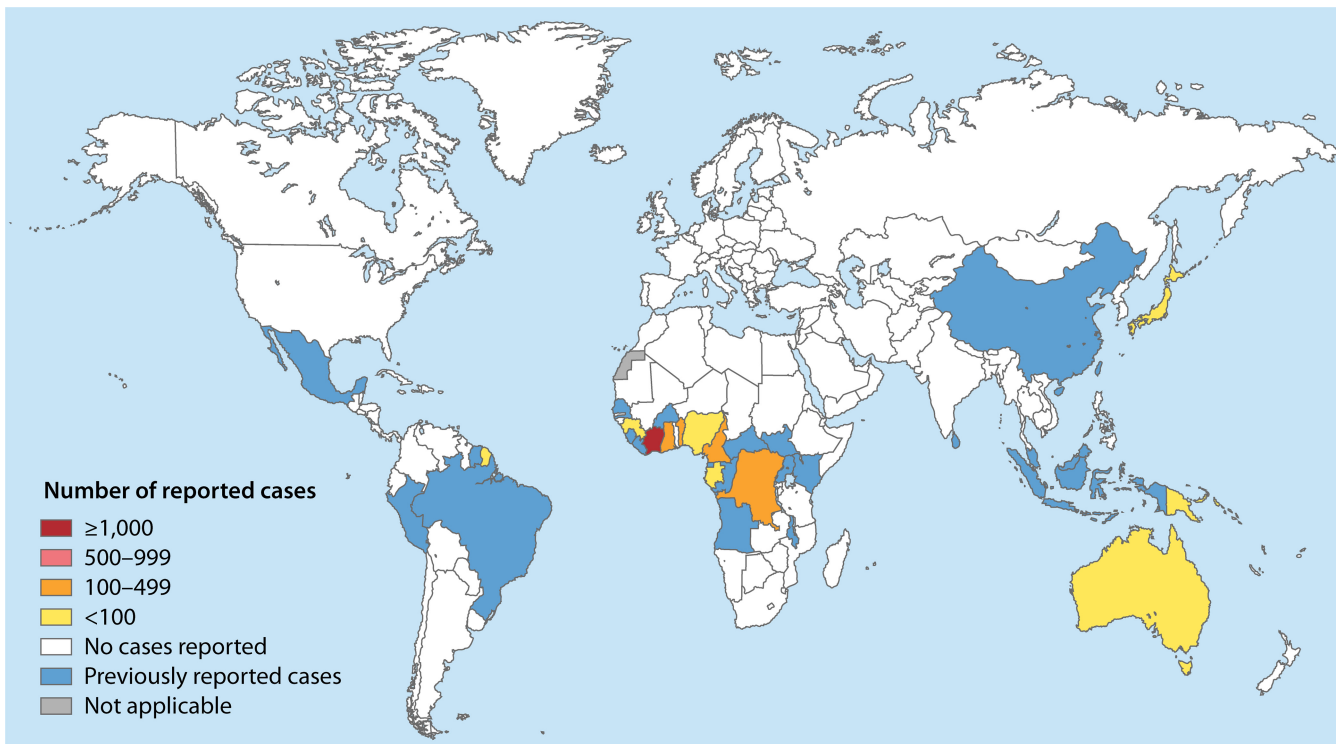 Number of reported cases
≥1,000
500–999
100–499
<100
No cases reported
Previously reported cases
Not applicable